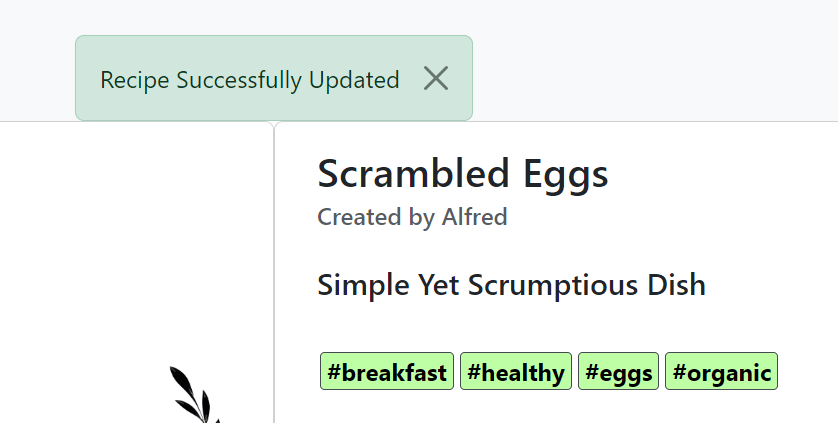 Recipe Successfully Updated
Scrambled Eggs
Created by Alfred
Simple Yet Scrumptious Dish
#breakfast #healthy #eggs #organic